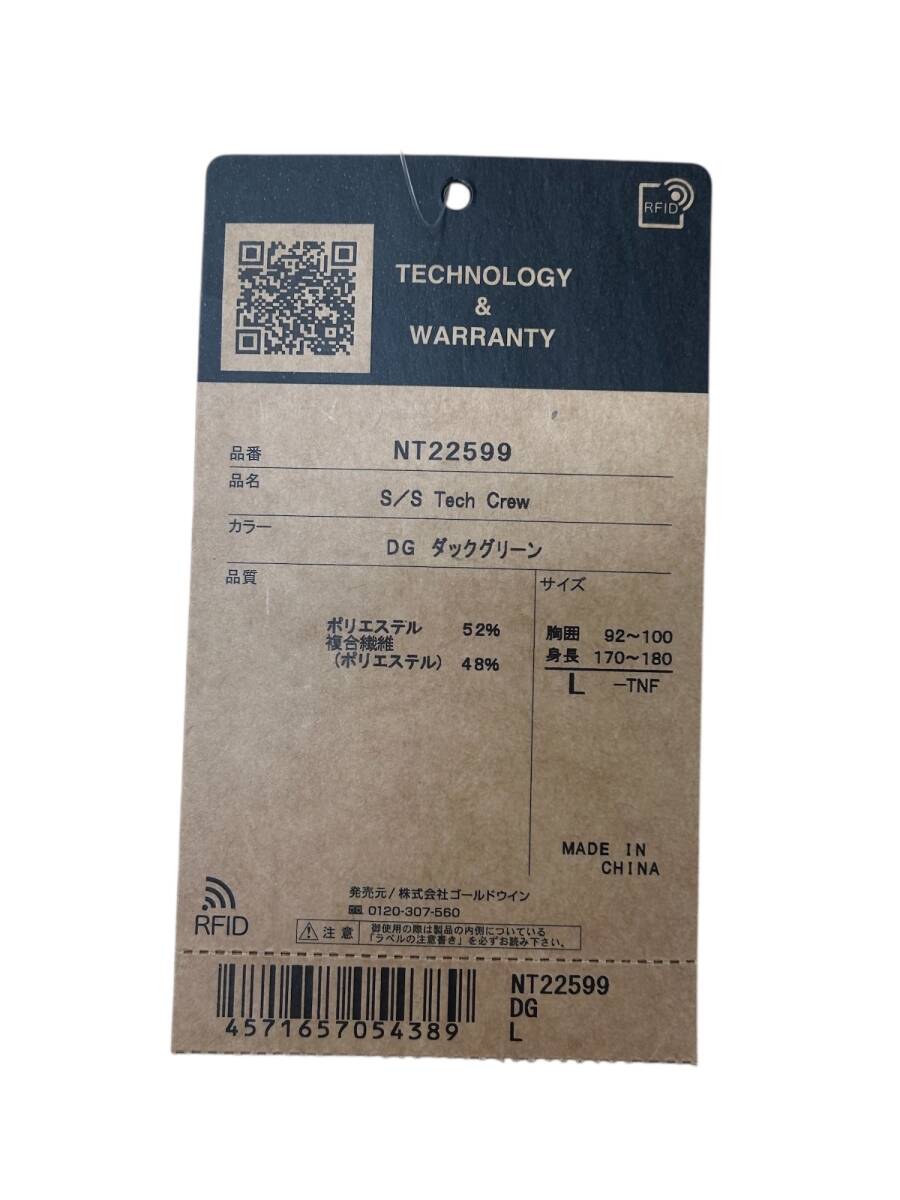 RFID
TECHNOLOGY
&
WARRANTY
品番 NT22599
品名
S/S Tech Crew
カラー
DG ダックグリーン
品質
サイズ
ポリエステル 52%
複合繊維
(ポリエステル) 48%
胸囲 92〜100
身長 170〜180
L -TNF
MADE IN
CHINA
RFID
発売元/株式会社ゴールドウイン
0120-307-560
注意
御使用の際は製品の内側についている
「ラベルの注意書き」を必ずお読み下さい。
4571657054389
NT22599
DG
L